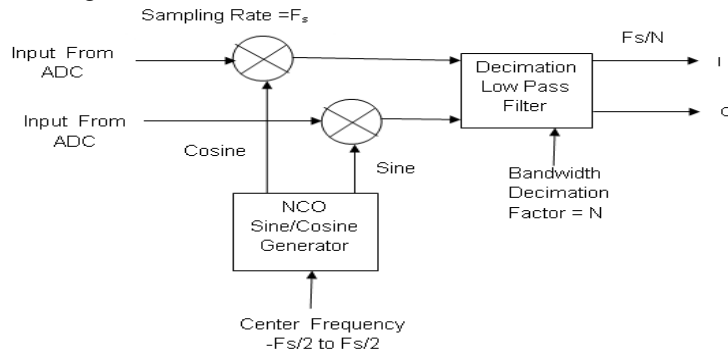 Sampling Rate =Fs
Input From
ADC
Fs/N
I
Decimation
Low Pass
Filter
Input From
ADC
Cosine
Sine
Bandwidth
Decimation
Factor = N
NCO
Sine/Cosine
Generator
Center Frequency
-Fs/2 to Fs/2